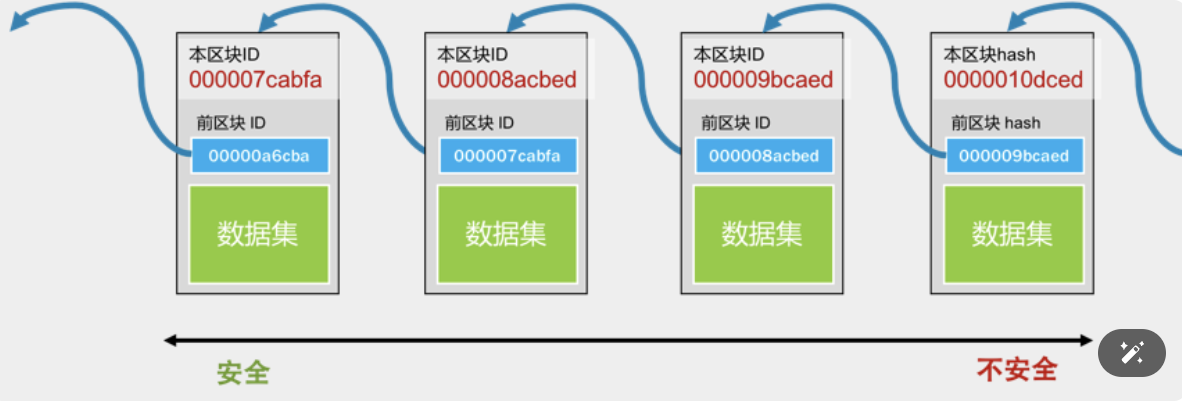 本区块ID
000007cabfa
前区块 ID
00000a6cba
数据集
本区块ID
000008acbed
前区块 ID
000007cabfa
数据集
本区块ID
000009bcaed
前区块 ID
000008acbed
数据集
本区块hash
0000010dced
前区块 hash
000009bcaed
数据集
安全
不安全